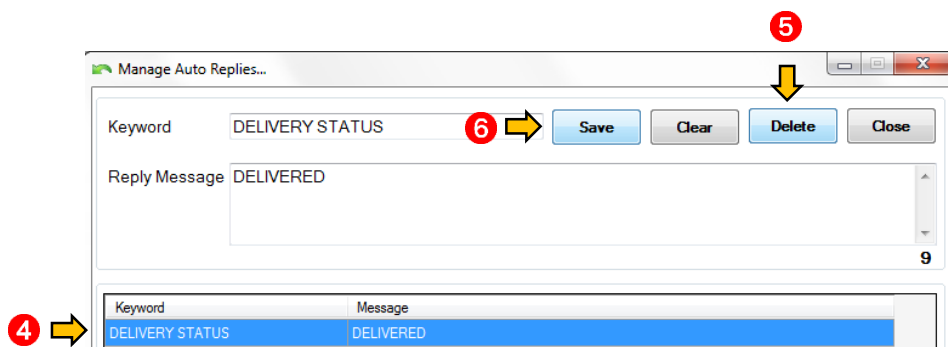 5
Manage Auto Replies...
Keyword DELIVERY STATUS 6 Save Clear Delete Close
Reply Message DELIVERED
9
Keyword Message
4 DELIVERY STATUS DELIVERED